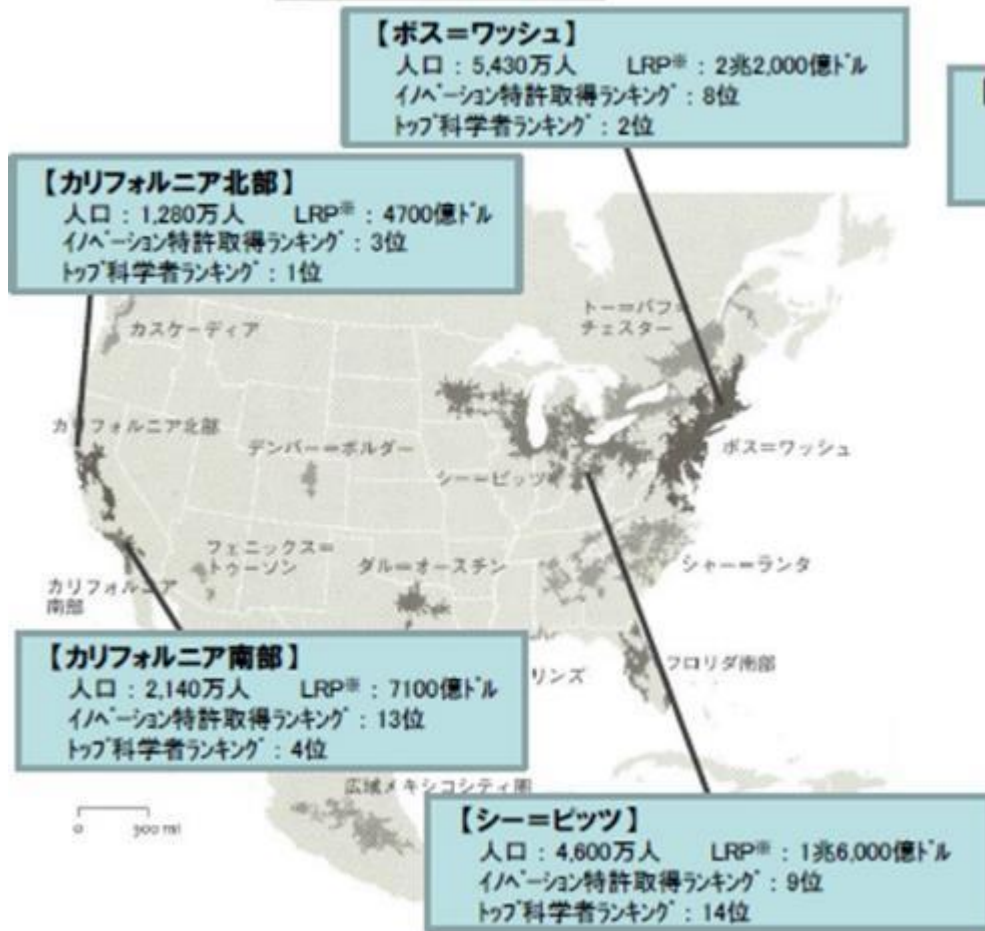 【ボス＝ワッシュ】
人口：5,430万人 LRP※：2兆2,000億ドル
イノベーション特許取得ランキング：8位
トップ科学者ランキング：2位
【カリフォルニア北部】
人口：1,280万人 LRP※：4700億ドル
イノベーション特許取得ランキング：3位
トップ科学者ランキング：1位
カスケーディア
トー＝バフ＝
チェスター
カリフォルニア北部
デンバー＝ボルダー
シー＝ピッツ
ボス＝ワッシュ
フェニックス＝
トゥーソン
ダル＝オースチン
シャー＝ランタ
カリフォルニア
南部
【カリフォルニア南部】
人口：2,140万人 LRP※：7100億ドル
イノベーション特許取得ランキング：13位
トップ科学者ランキング：4位
リンズ
フロリダ南部
広域メキシコシティ圏
0 300 mi
【シー＝ピッツ】
人口：4,600万人 LRP※：1兆6,000億ドル
イノベーション特許取得ランキング：9位
トップ科学者ランキング：14位